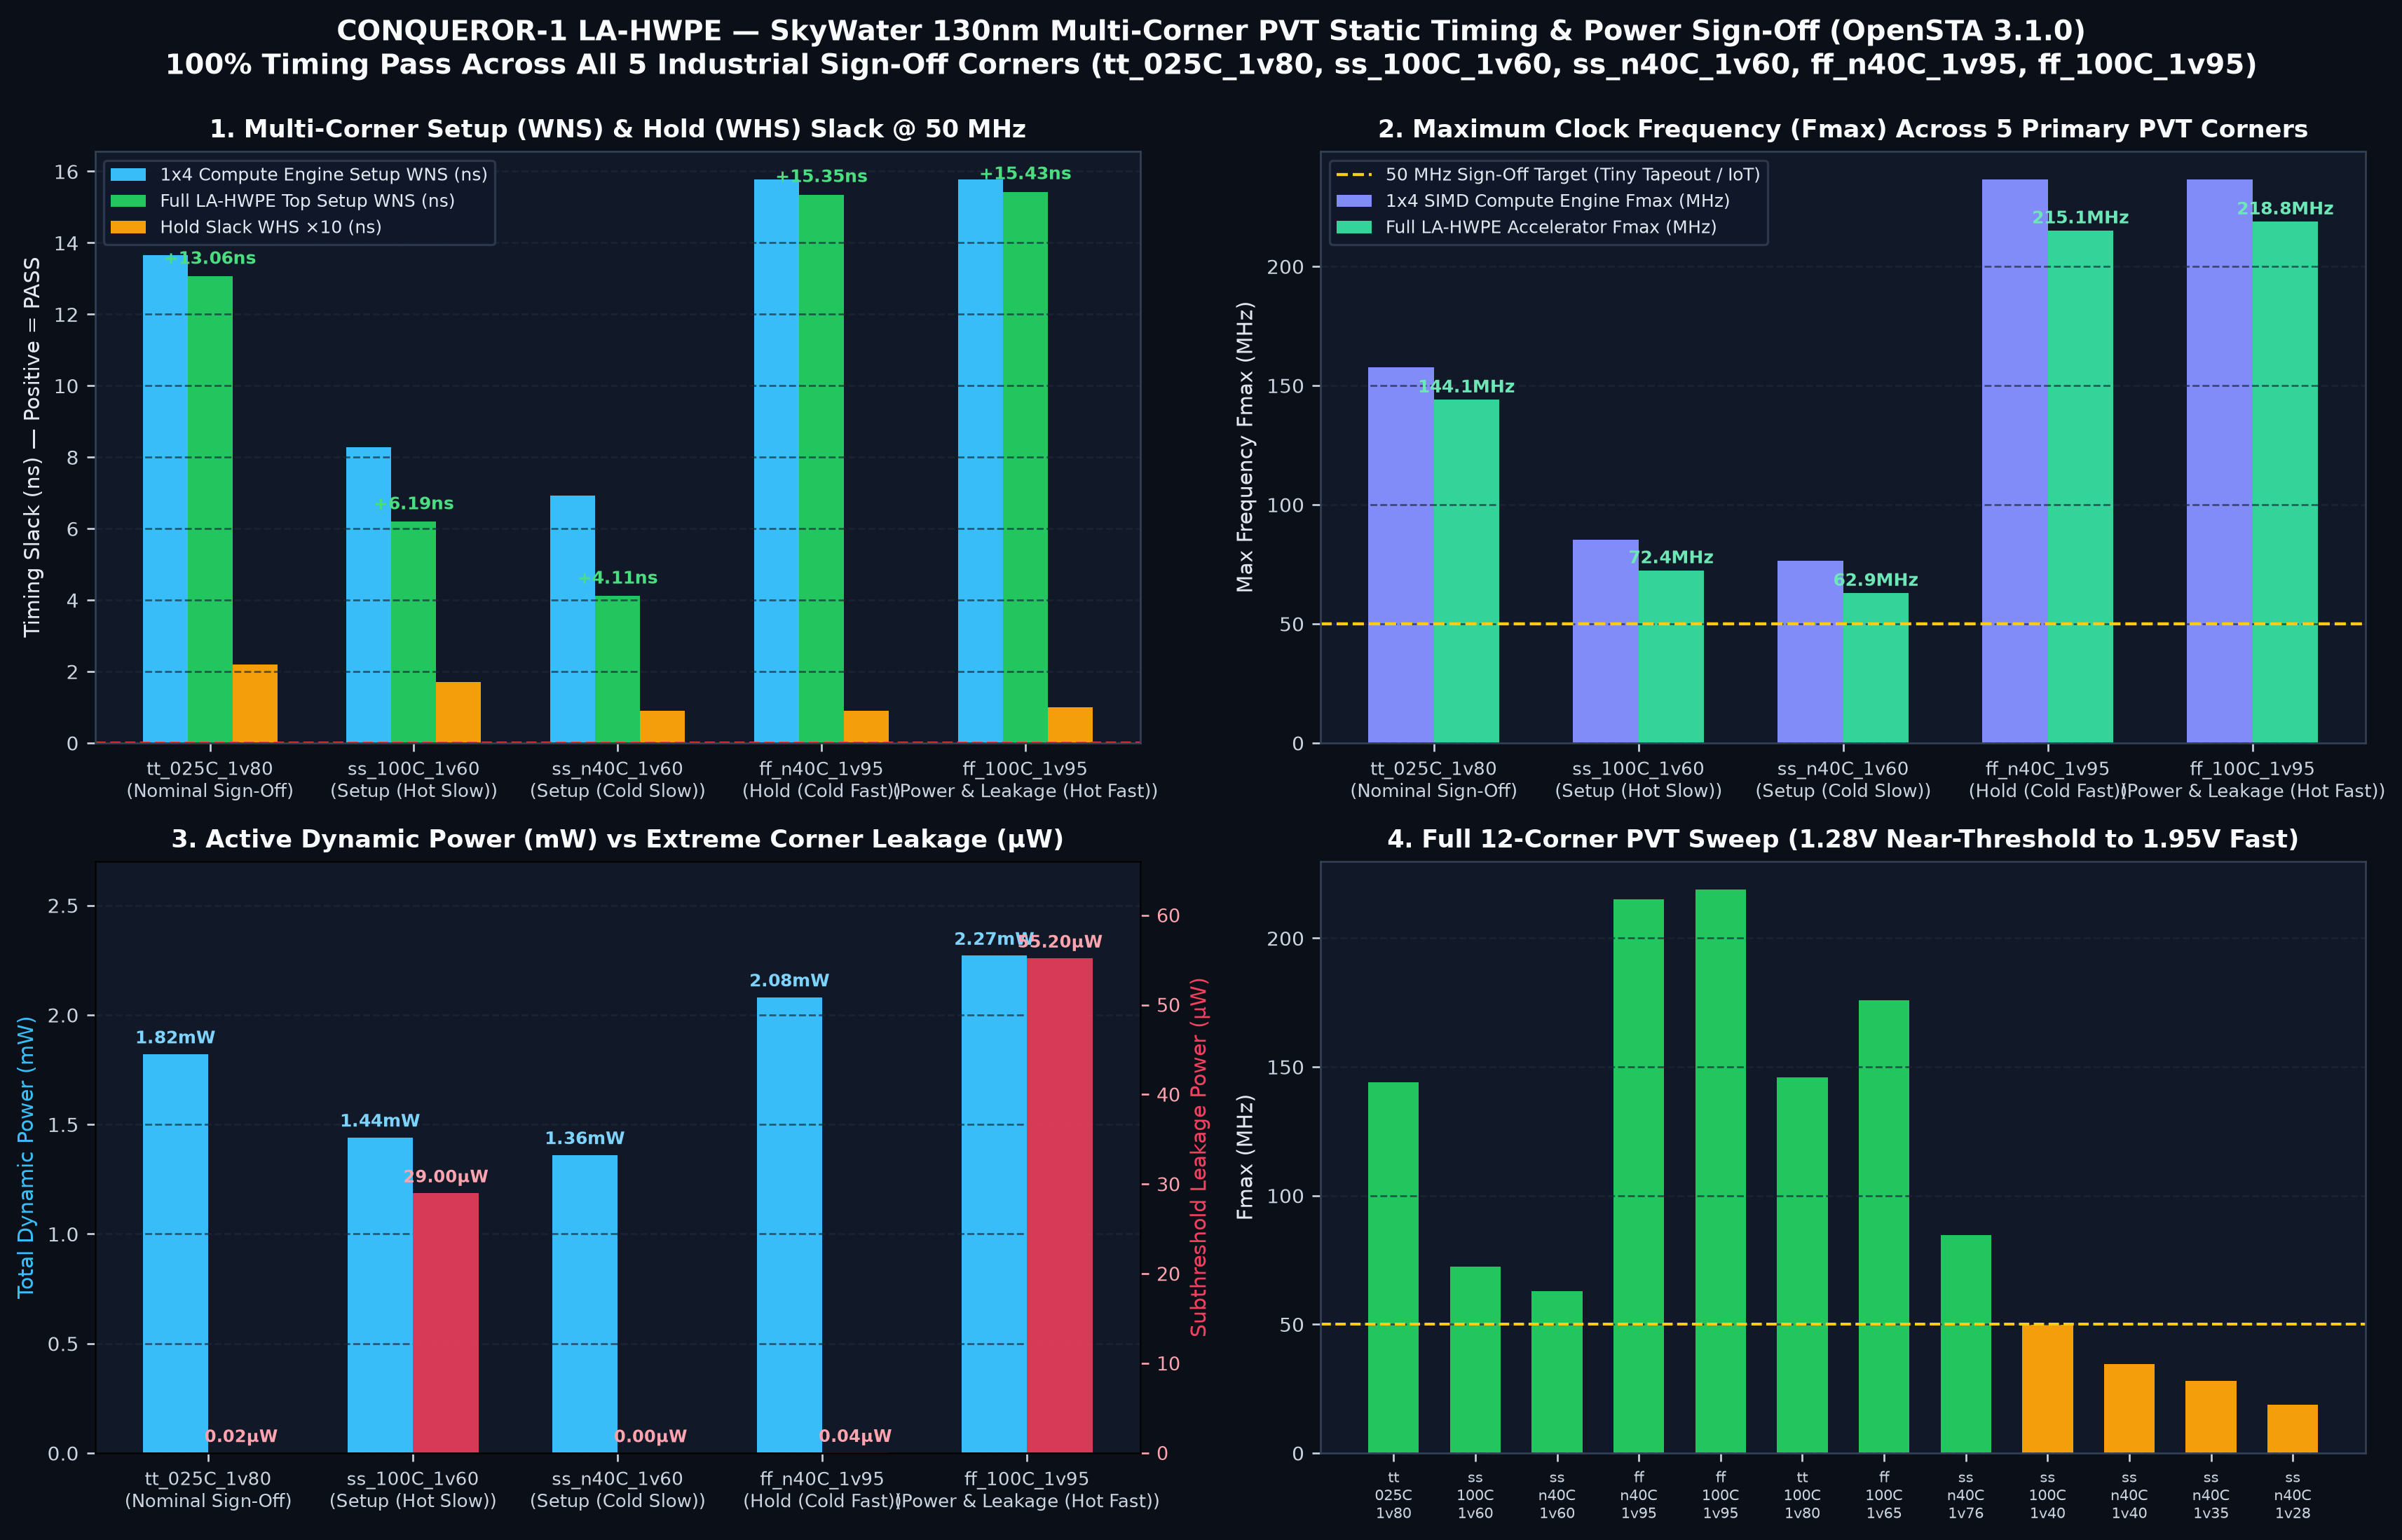 CONQUEROR-1 LA-HWPE — SkyWater 130nm Multi-Corner PVT Static Timing & Power Sign-Off (OpenSTA 3.1.0)
100% Timing Pass Across All 5 Industrial Sign-Off Corners (tt_025C_1v80, ss_100C_1v60, ss_n40C_1v60, ff_n40C_1v95, ff_100C_1v95)
1. Multi-Corner Setup (WNS) & Hold (WHS) Slack @ 50 MHz
Timing Slack (ns) — Positive = PASS
16
14
12
10
8
6
4
2
0
1x4 Compute Engine Setup WNS (ns)
Full LA-HWPE Top Setup WNS (ns)
Hold Slack WHS ×10 (ns)
+13.06ns
+6.19ns
+4.11ns
+15.35ns
+15.43ns
tt_025C_1v80
(Nominal Sign-Off)
ss_100C_1v60
(Setup (Hot Slow))
ss_n40C_1v60
(Setup (Cold Slow))
ff_n40C_1v95
(Hold (Cold Fast))
ff_100C_1v95
(Power & Leakage (Hot Fast))
2. Maximum Clock Frequency (Fmax) Across 5 Primary PVT Corners
Max Frequency Fmax (MHz)
200
150
100
50
0
50 MHz Sign-Off Target (Tiny Tapeout / IoT)
1x4 SIMD Compute Engine Fmax (MHz)
Full LA-HWPE Accelerator Fmax (MHz)
144.1MHz
72.4MHz
62.9MHz
215.1MHz
218.8MHz
tt_025C_1v80
(Nominal Sign-Off)
ss_100C_1v60
(Setup (Hot Slow))
ss_n40C_1v60
(Setup (Cold Slow))
ff_n40C_1v95
(Hold (Cold Fast))
ff_100C_1v95
(Power & Leakage (Hot Fast))
3. Active Dynamic Power (mW) vs Extreme Corner Leakage (µW)
Total Dynamic Power (mW)
2.5
2.0
1.5
1.0
0.5
0.0
1.82mW
0.02µW
1.44mW
29.00µW
1.36mW
0.00µW
2.08mW
0.04µW
2.27mW
55.20µW
60
50
40
30
20
10
0
Subthreshold Leakage Power (µW)
tt_025C_1v80
(Nominal Sign-Off)
ss_100C_1v60
(Setup (Hot Slow))
ss_n40C_1v60
(Setup (Cold Slow))
ff_n40C_1v95
(Hold (Cold Fast))
ff_100C_1v95
(Power & Leakage (Hot Fast))
4. Full 12-Corner PVT Sweep (1.28V Near-Threshold to 1.95V Fast)
Fmax (MHz)
200
150
100
50
0
tt
025C
1v80
ss
100C
1v60
ss
n40C
1v60
ff
n40C
1v95
ff
100C
1v95
tt
100C
1v80
ff
100C
1v65
ss
n40C
1v76
ss
100C
1v40
ss
n40C
1v40
ss
n40C
1v35
ss
n40C
1v28